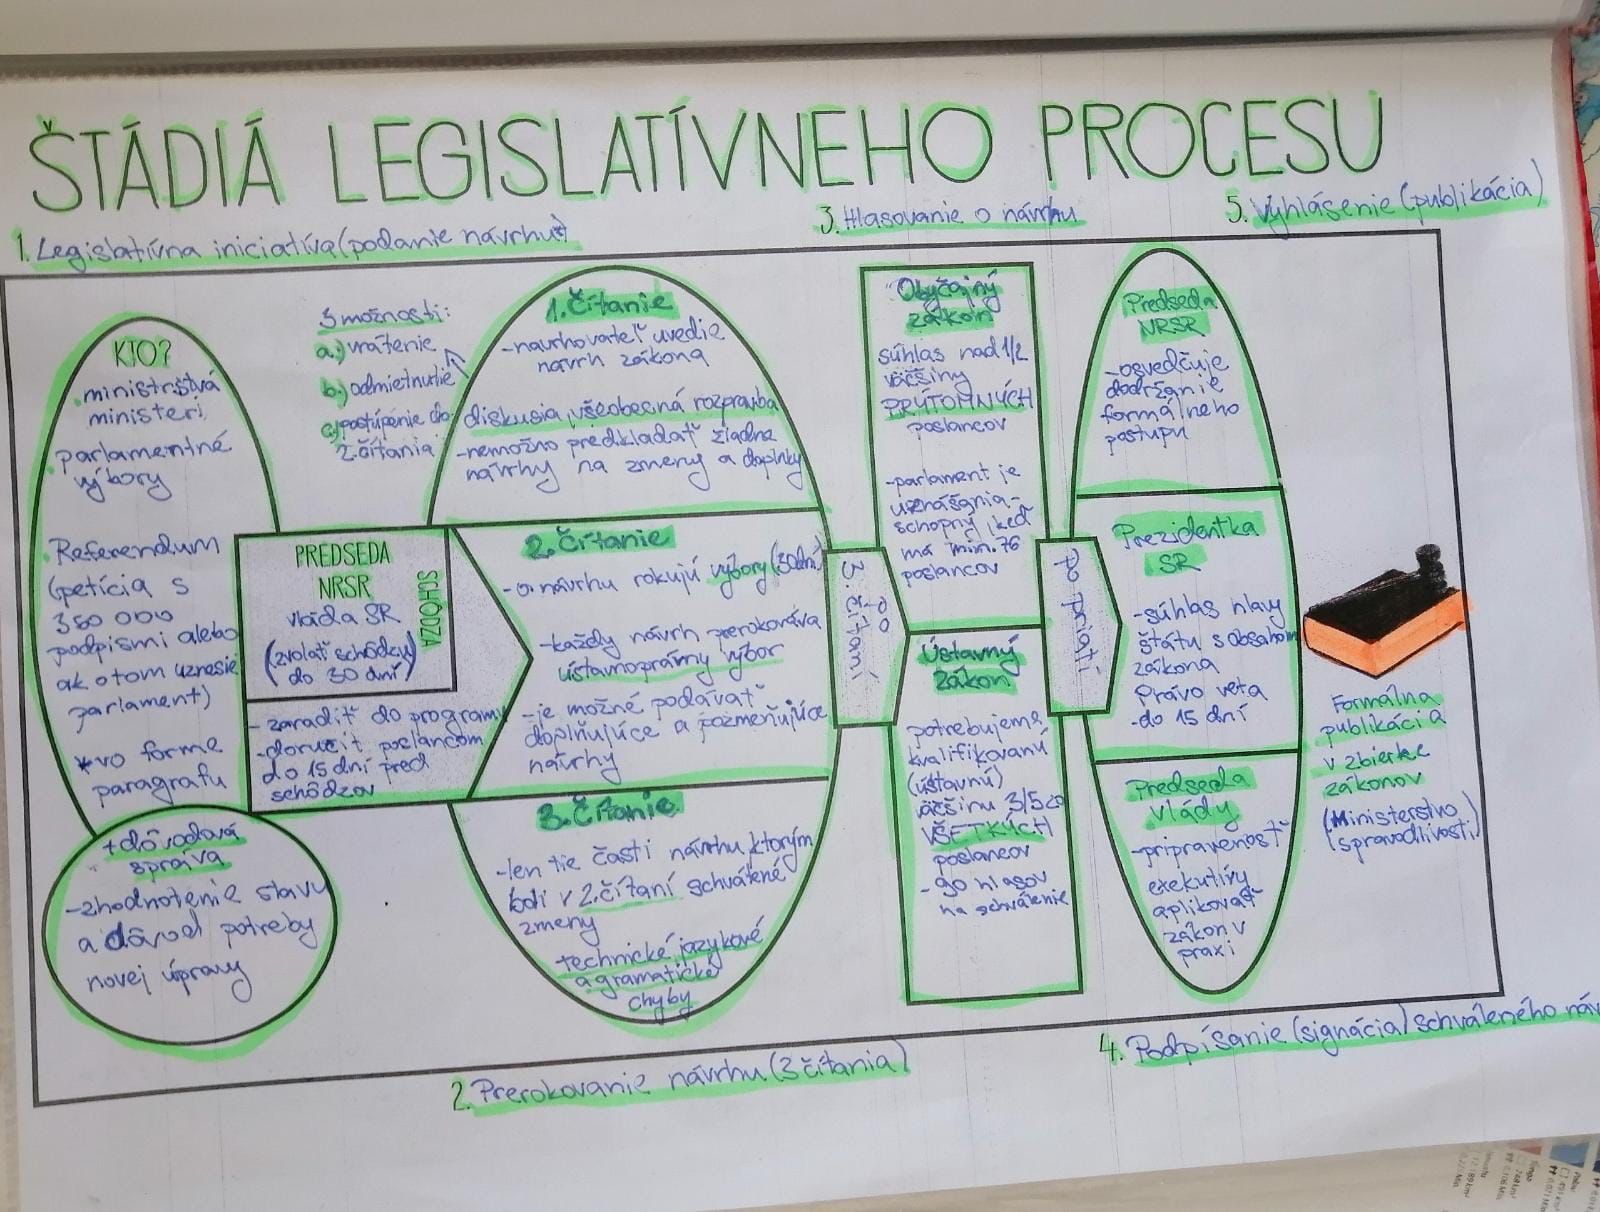 ŠTÁDIÁ LEGISLATÍVNEHO PROCESU
1. Legislatívna iniciatíva (podanie návrhu)
3. Hlasovanie o návrhu
5. Vyhlásenie (publikácia)
KTO?
ministrstvá
ministeri
parlamentné
výbory
Referendum
(petícia s
350 000
podpismi alebo
ak o tom uznesie
parlament)
*vo forme
paragrafu
+ dôvodová
správa
-zhodnotenie stavu
a dôvod potreby
novej úpravy
3 možnosti:
a.) vrátenie
b.) odmietnutie
c.) postúpenie do
2. čítania
PREDSEDA
NRSR
vláda SR
(zvolať schôdzu
do 30 dní)
SCHÔDZA
- zaradiť do programu
-doručiť poslancom
do 15 dní pred
schôdzov
1. Čítanie
-navrhovateľ uvedie
návrh zákona
diskusia, všeobecná rozprava
-nemožno predkladať žiadne
návrhy na zmeny a doplnky
2. Čítanie
-o návrhu rokujú výbory (30dní)
-každý návrh prerokováva
ústavnoprávny výbor
-je možné podávať
doplňujúce a pozmeňujúce
návrhy
3. Čítanie
-len tie časti návrhu ktorým
boli v 2. čítaní schválené
zmeny
technické, jazykové
a gramatické
chyby
2. Prerokovanie návrhu (3 čítania)
Po
3. čítaní
Obyčajný
zákon
súhlas nad 1/2
väčšiny
PRÍTOMNÝCH
poslancov
-parlament je
uznášania-
schopný, keď
má min. 76
poslancov
Ústavný
zákon
potrebujeme
kvalifikovanú
(ústavnú)
väčšinu 3/5 zo
VŠETKÝCH
poslancov
- 90 hlasov
na schválenie
po prijatí
Predseda
NRSR
-osvedčuje
dodržanie
formálneho
postupu
Prezidentka
SR
-súhlas hlavy
štátu s obsahom
zákona
Právo veta
-do 15 dní
Predseda
vlády
-pripravenosť
exekutívy
aplikovať
zákon v
praxi
Formálna
publikácia
v zbierke
zákonov
(Ministerstvo
spravodlivosti)
4. Podpísanie (signácia) schváleného náv